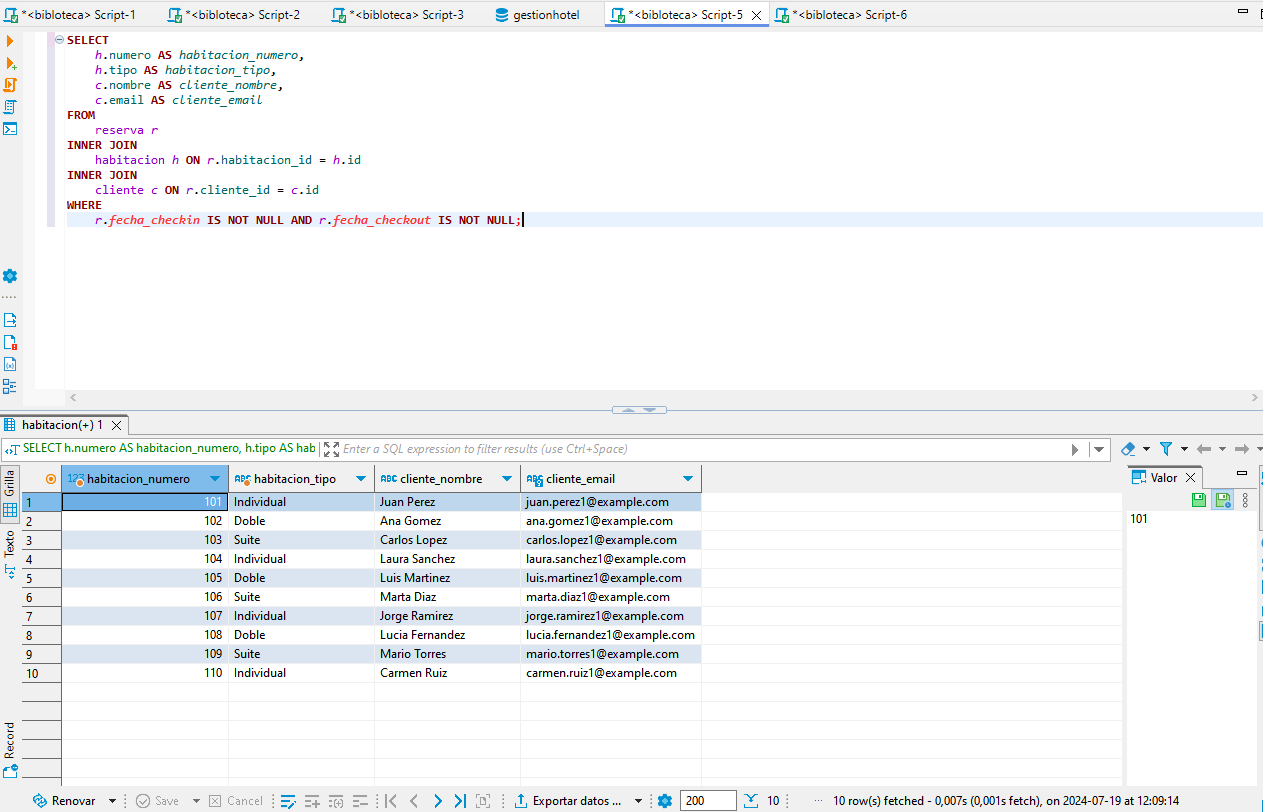 *<bibloteca> Script-1
*<bibloteca> Script-2
*<bibloteca> Script-3
gestionhotel
*<bibloteca> Script-5
*<bibloteca> Script-6
SELECT
h.numero AS habitacion_numero,
h.tipo AS habitacion_tipo,
c.nombre AS cliente_nombre,
c.email AS cliente_email
FROM
reserva r
INNER JOIN
habitacion h ON r.habitacion_id = h.id
INNER JOIN
cliente c ON r.cliente_id = c.id
WHERE
r.fecha_checkin IS NOT NULL AND r.fecha_checkout IS NOT NULL;
habitacion(+) 1
SELECT h.numero AS habitacion_numero, h.tipo AS hab
Enter a SQL expression to filter results (use Ctrl+Space)
Grilla
Texto
Record
123 habitacion_numero ABC habitacion_tipo ABC cliente_nombre ABC cliente_email
1 101 Individual Juan Perez juan.perez1@example.com
2 102 Doble Ana Gomez ana.gomez1@example.com
3 103 Suite Carlos Lopez carlos.lopez1@example.com
4 104 Individual Laura Sanchez laura.sanchez1@example.com
5 105 Doble Luis Martinez luis.martinez1@example.com
6 106 Suite Marta Diaz marta.diaz1@example.com
7 107 Individual Jorge Ramirez jorge.ramirez1@example.com
8 108 Doble Lucia Fernandez lucia.fernandez1@example.com
9 109 Suite Mario Torres mario.torres1@example.com
10 110 Individual Carmen Ruiz carmen.ruiz1@example.com
Valor
101
Renovar Save Cancel Exportar datos ... 200 10 ··· 10 row(s) fetched - 0,007s (0,001s fetch), on 2024-07-19 at 12:09:14